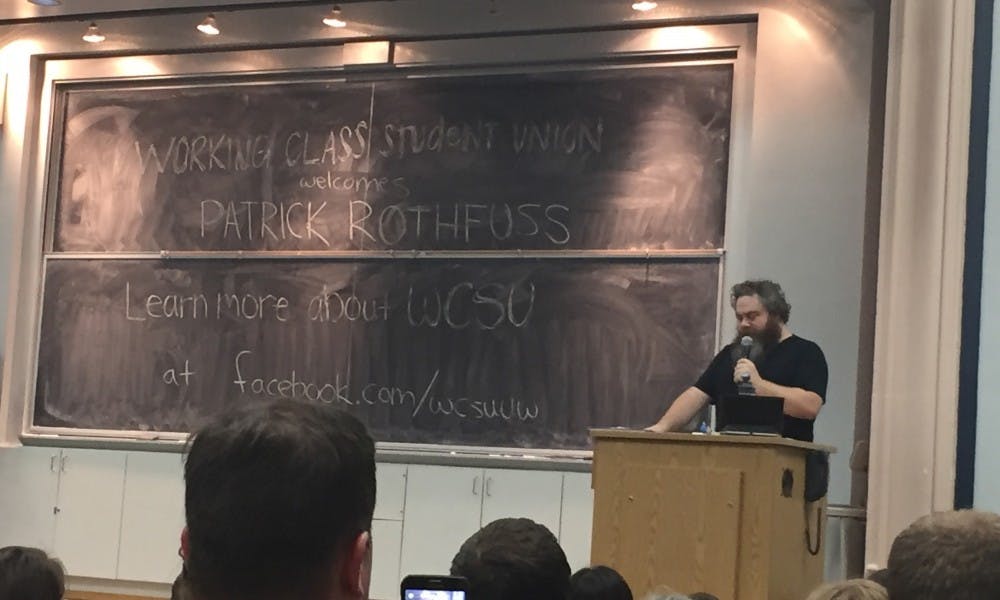 WORKING CLASS STUDENT UNION
welcomes
PATRICK ROTHFUSS
Learn more about WCSU
at facebook.com/wcsuuw